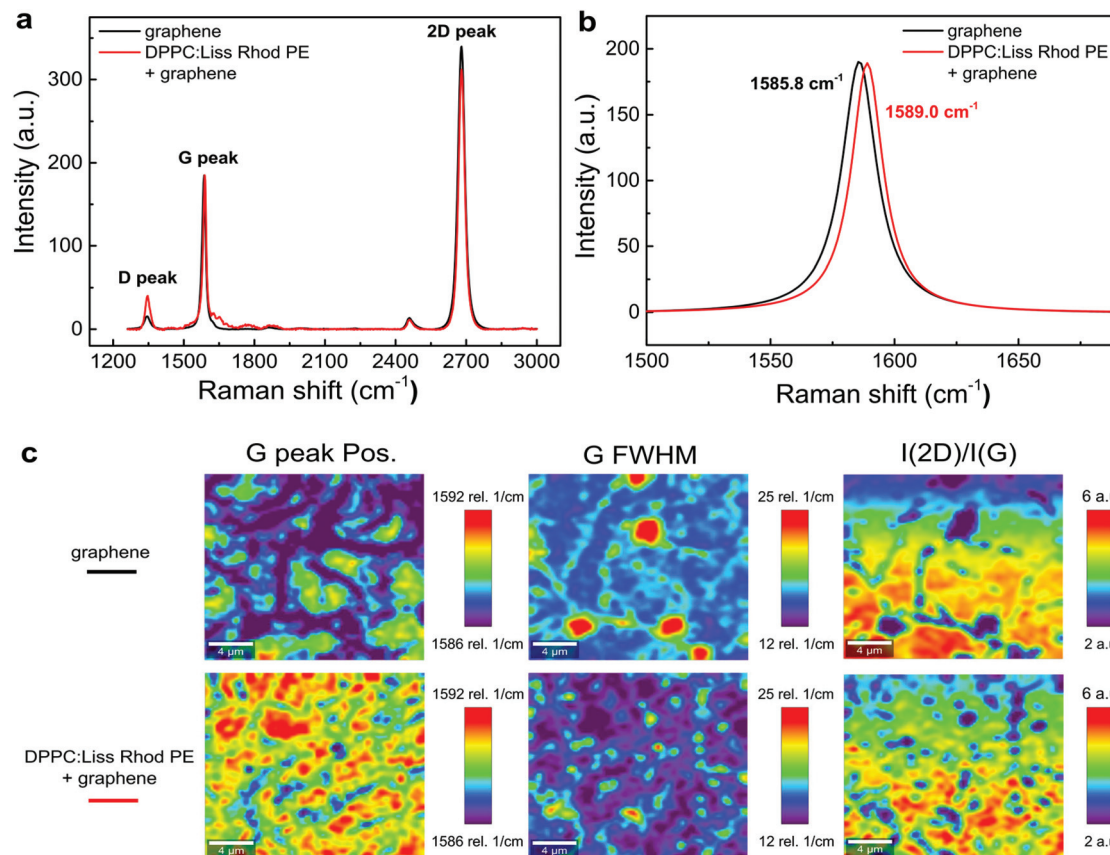 a
graphene
DPPC:Liss Rhod PE
+ graphene
2D peak
G peak
D peak
300
200
100
0
Intensity (a.u.)
1200 1500 1800 2100 2400 2700 3000
Raman shift (cm⁻¹)
b
graphene
DPPC:Liss Rhod PE
+ graphene
1585.8 cm⁻¹
1589.0 cm⁻¹
200
150
100
50
0
Intensity (a.u.)
1500 1550 1600 1650
Raman shift (cm⁻¹)
c
G peak Pos.
G FWHM
I(2D)/I(G)
graphene
4 µm
1592 rel. 1/cm
1586 rel. 1/cm
4 µm
25 rel. 1/cm
12 rel. 1/cm
4 µm
6 a.u
2 a.u
DPPC:Liss Rhod PE
+ graphene
4 µm
1592 rel. 1/cm
1586 rel. 1/cm
4 µm
25 rel. 1/cm
12 rel. 1/cm
4 µm
6 a.u
2 a.u